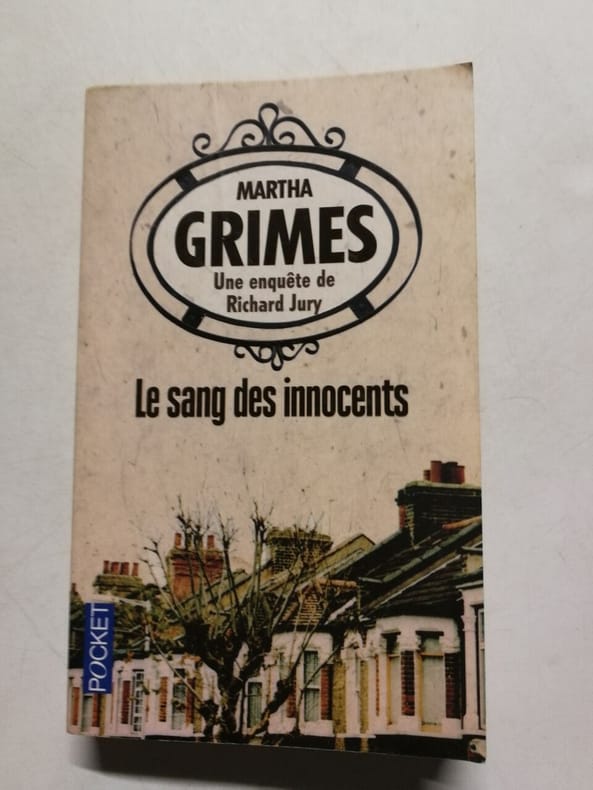 MARTHA
GRIMES
Une enquête de
Richard Jury
Le sang des innocents
POCKET